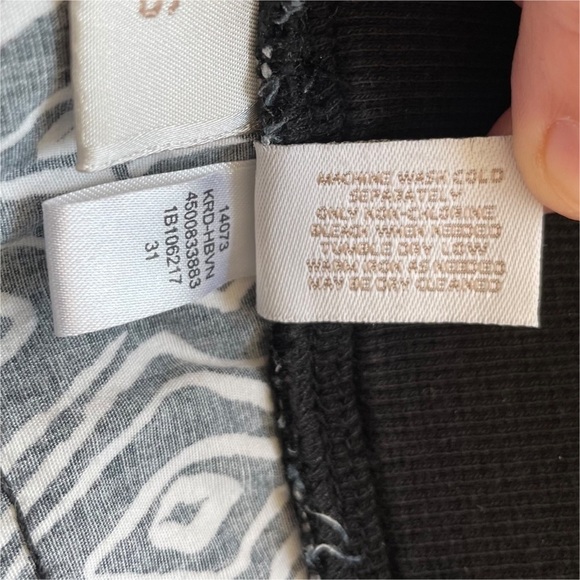 S
14073
KRD-HBVN
4500833883
1B106217
31
MACHINE WASH COLD
SEPARATELY
ONLY NON-CHLORINE
BLEACH WHEN NEEDED
TUMBLE DRY LOW
WARM IRON AS NEEDED
MAY BE DRY CLEANED